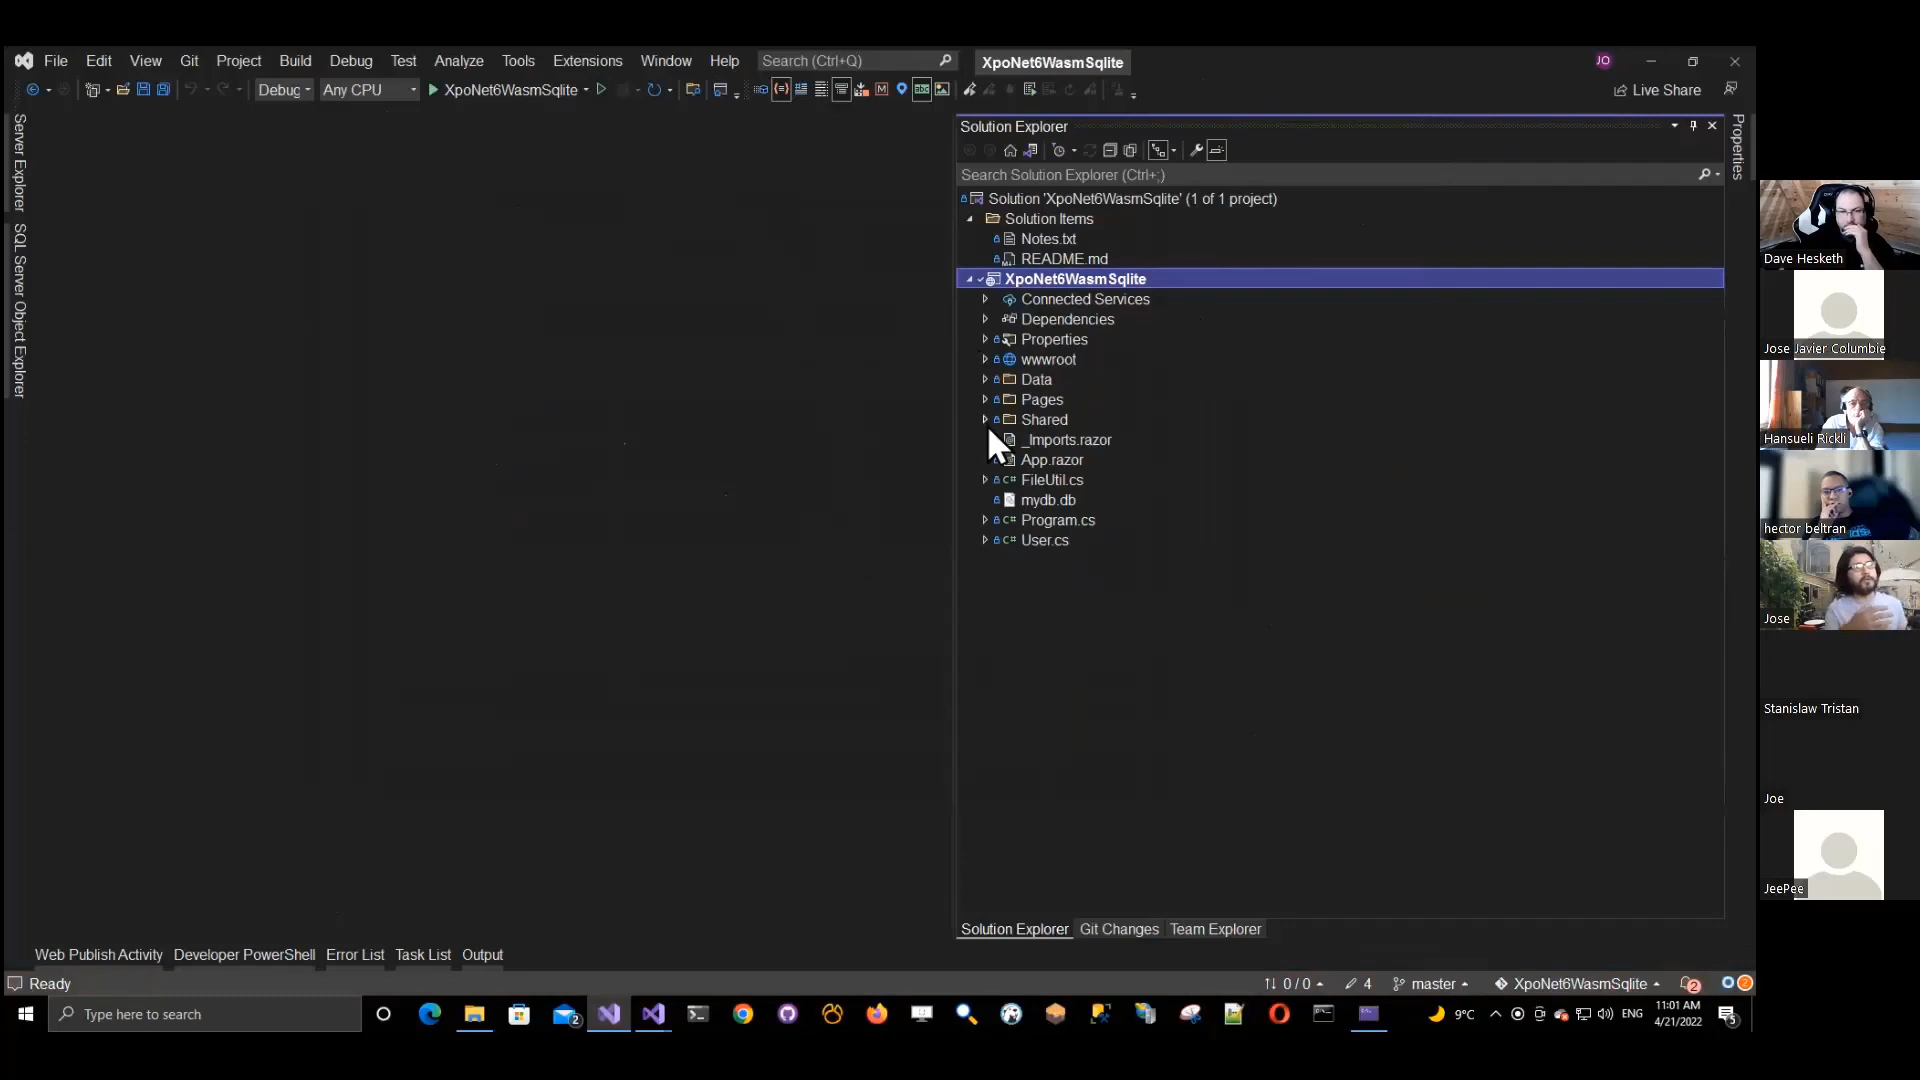 File Edit View Git Project Build Debug Test Analyze Tools Extensions Window Help Search (Ctrl+Q) XpoNet6WasmSqlite JO
Debug Any CPU XpoNet6WasmSqlite Live Share
Server Explorer
SQL Server Object Explorer
Solution Explorer
Search Solution Explorer (Ctrl+;)
Solution 'XpoNet6WasmSqlite' (1 of 1 project)
Solution Items
Notes.txt
README.md
XpoNet6WasmSqlite
Connected Services
Dependencies
Properties
wwwroot
Data
Pages
Shared
_Imports.razor
App.razor
C# FileUtil.cs
mydb.db
C# Program.cs
C# User.cs
Solution Explorer Git Changes Team Explorer
Properties
Web Publish Activity Developer PowerShell Error List Task List Output
Ready 0 / 0 4 master XpoNet6WasmSqlite 2
Type here to search 2 9°C ENG 11:01 AM
4/21/2022 5
Dave Hesketh
Jose Javier Columbie
Hansueli Rickli
hector beltran
Jose
Stanislaw Tristan
Joe
JeePee